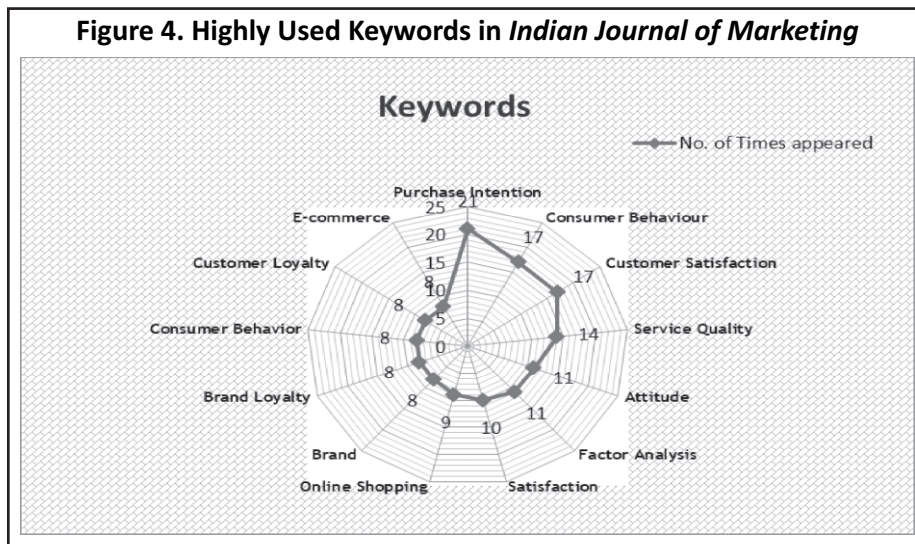 Figure 4. Highly Used Keywords in Indian Journal of Marketing
Keywords
No. of Times appeared
Purchase Intention
25
21
E-commerce
Consumer Behaviour
20
17
Customer Loyalty
Customer Satisfaction
15
17
8
10
8
Consumer Behavior
8
5
14
Service Quality
0
8
11
Brand Loyalty
Attitude
8
11
9
10
Brand
Factor Analysis
Online Shopping
Satisfaction